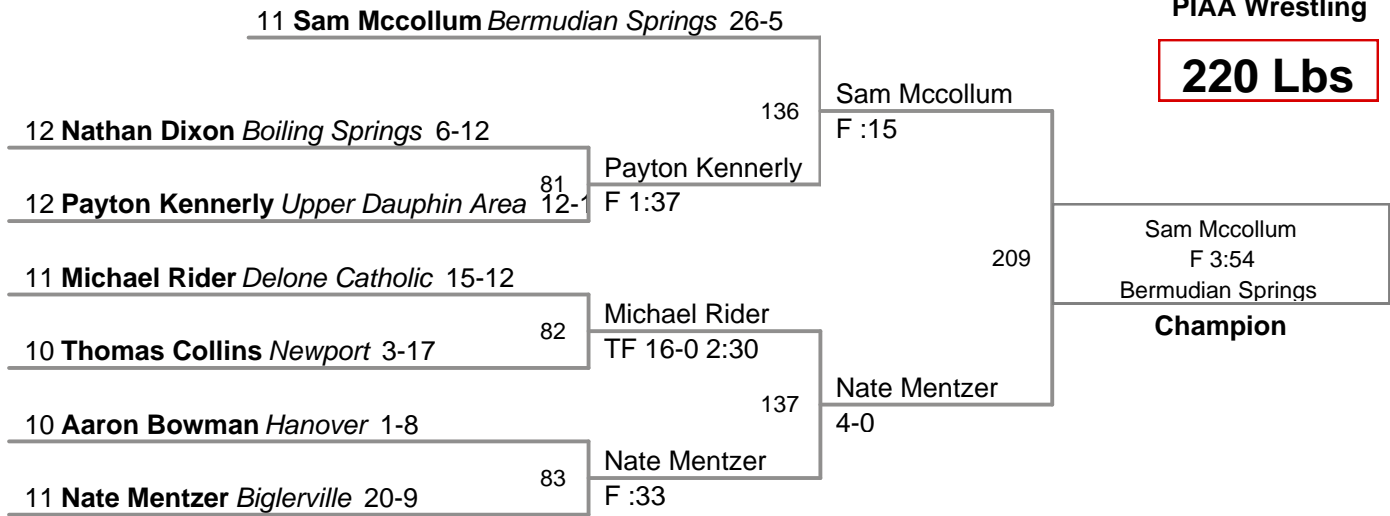 PIAA Wrestling
220 Lbs
11 Sam Mccollum Bermudian Springs 26-5
136
Sam Mccollum
F :15
12 Nathan Dixon Boiling Springs 6-12
81
Payton Kennerly
F 1:37
12 Payton Kennerly Upper Dauphin Area 12-1
209
Sam Mccollum
F 3:54
Bermudian Springs
Champion
11 Michael Rider Delone Catholic 15-12
82
Michael Rider
TF 16-0 2:30
10 Thomas Collins Newport 3-17
137
Nate Mentzer
4-0
10 Aaron Bowman Hanover 1-8
83
Nate Mentzer
F :33
11 Nate Mentzer Biglerville 20-9